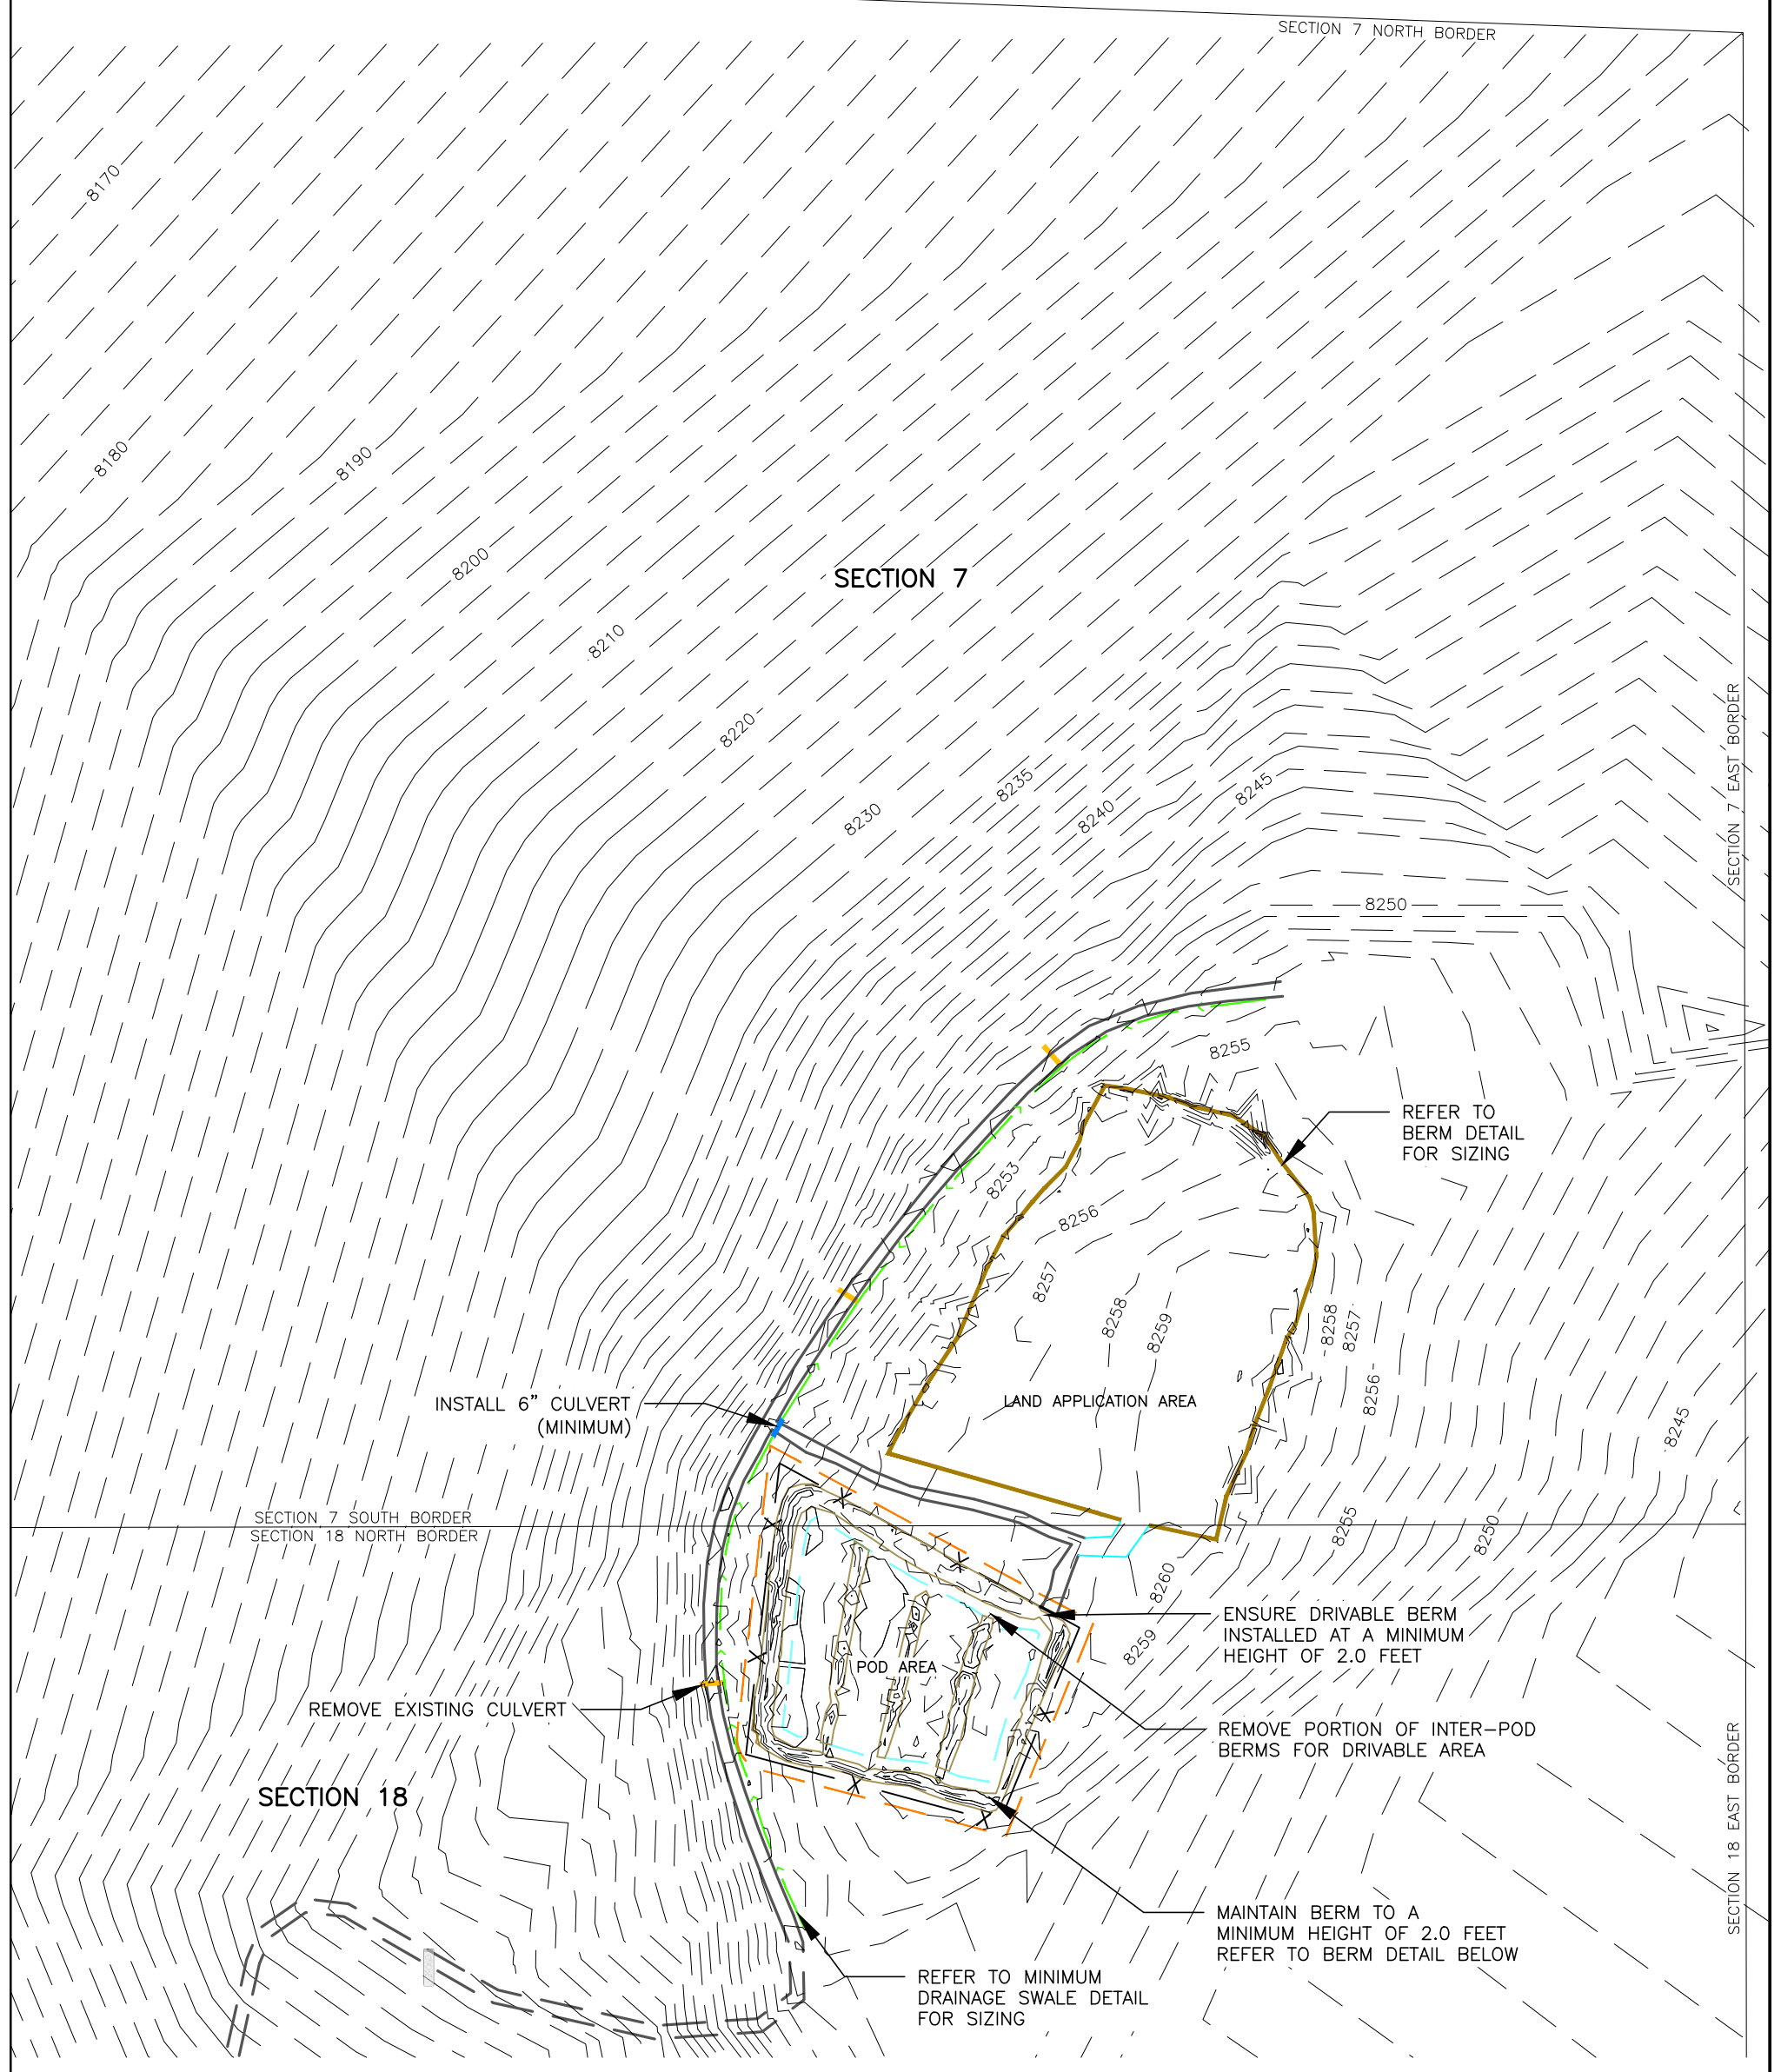 SECTION 7 NORTH BORDER
8170
8180
8190
8200
SECTION 7
8210
8220
8235
8230
8240
8245
SECTION 7 EAST BORDER
8250
8255
REFER TO
BERM DETAIL
FOR SIZING
8253
8256
8257
8258
8259
8258
8257
8256
8245
LAND APPLICATION AREA
INSTALL 6" CULVERT
(MINIMUM)
SECTION 7 SOUTH BORDER
SECTION 18 NORTH BORDER
8255
8250
8260
8259
ENSURE DRIVABLE BERM
INSTALLED AT A MINIMUM
HEIGHT OF 2.0 FEET
POD AREA
REMOVE EXISTING CULVERT
REMOVE PORTION OF INTER-POD
BERMS FOR DRIVABLE AREA
SECTION 18
SECTION 18 EAST BORDER
MAINTAIN BERM TO A
MINIMUM HEIGHT OF 2.0 FEET
REFER TO BERM DETAIL BELOW
REFER TO MINIMUM
DRAINAGE SWALE DETAIL
FOR SIZING
X
X
X
X
X
X
X